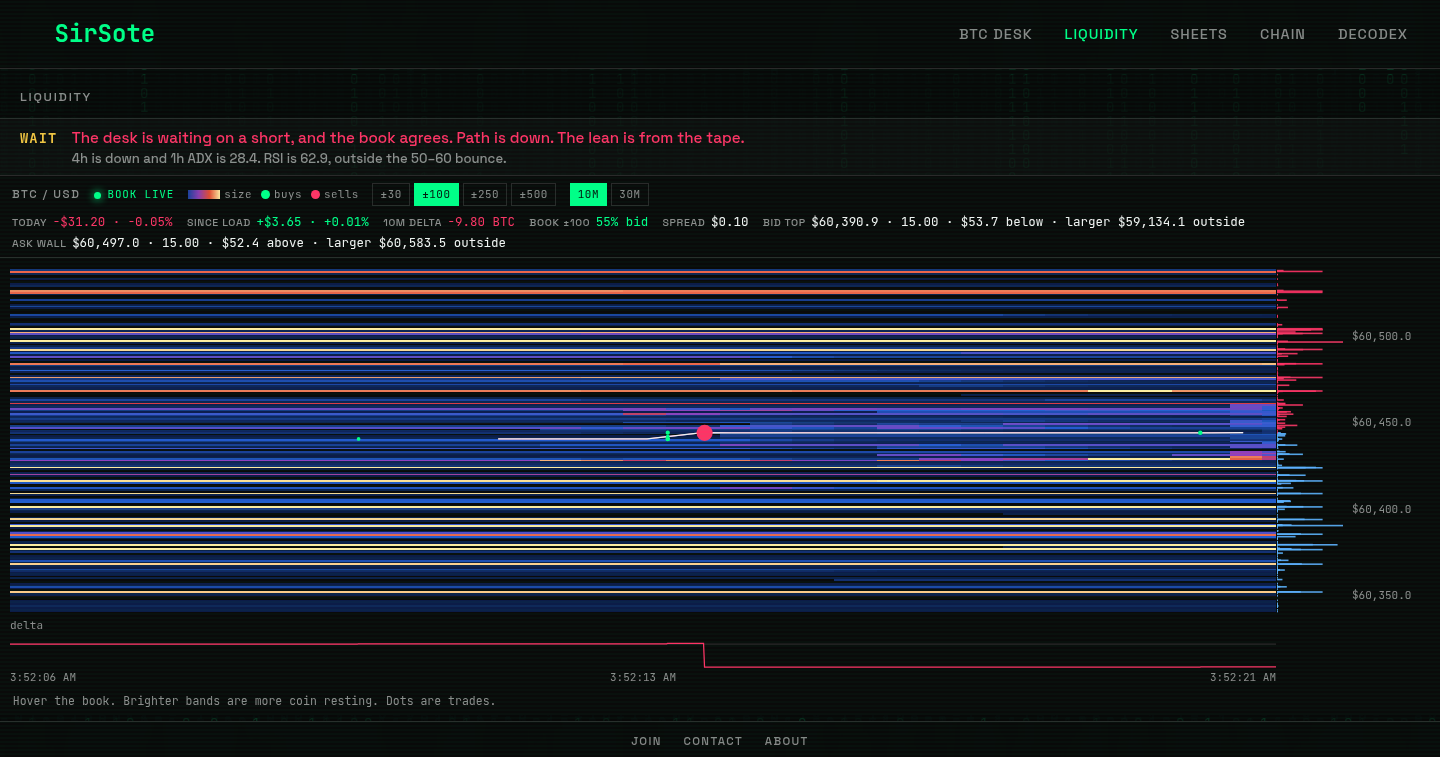 SirSote
BTC DESK LIQUIDITY SHEETS CHAIN DECODEX
LIQUIDITY
WAIT The desk is waiting on a short, and the book agrees. Path is down. The lean is from the tape.
4h is down and 1h ADX is 28.4. RSI is 62.9, outside the 50–60 bounce.
BTC / USD BOOK LIVE size buys sells ±30 ±100 ±250 ±500 10M 30M
TODAY -$31.20 · -0.05% SINCE LOAD +$3.65 · +0.01% 10M DELTA -9.80 BTC BOOK ±100 55% bid SPREAD $0.10 BID TOP $60,390.9 · 15.00 · $53.7 below · larger $59,134.1 outside
ASK WALL $60,497.0 · 15.00 · $52.4 above · larger $60,583.5 outside
$60,500.0
$60,450.0
$60,400.0
$60,350.0
delta
3:52:06 AM 3:52:13 AM 3:52:21 AM
Hover the book. Brighter bands are more coin resting. Dots are trades.
JOIN CONTACT ABOUT